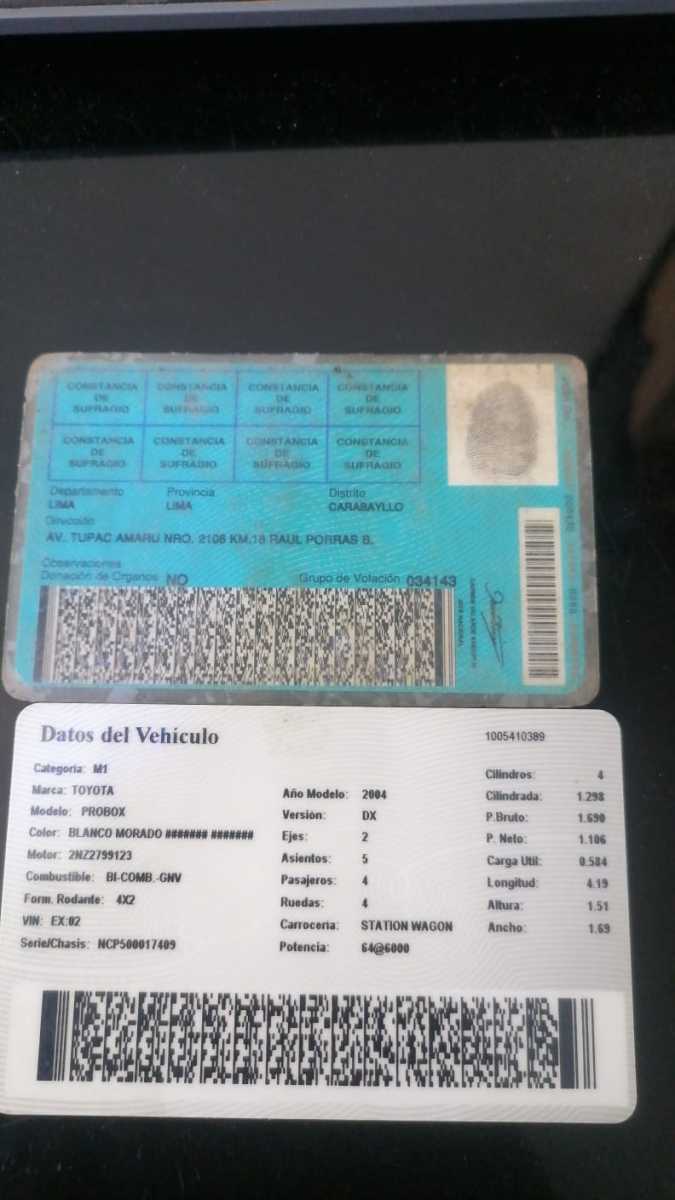 CONSTANCIA DE SUFRAGIO CONSTANCIA DE SUFRAGIO CONSTANCIA DE SUFRAGIO CONSTANCIA DE SUFRAGIO
CONSTANCIA DE SUFRAGIO CONSTANCIA DE SUFRAGIO CONSTANCIA DE SUFRAGIO CONSTANCIA DE SUFRAGIO
Departamento Provincia Distrito
LIMA LIMA CARABAYLLO
Dirección
AV. TUPAC AMARU NRO. 2106 KM.18 RAUL PORRAS B.
Observaciones
Donación de Organos NO Grupo de Votación 034143
Datos del Vehículo 1005410389
Categoria: M1
Marca: TOYOTA
Modelo: PROBOX
Color: BLANCO MORADO ####### #######
Motor: 2NZ2799123
Combustible: BI-COMB.-GNV
Form. Rodante: 4X2
VIN: EX:02
Serie/Chasis: NCP500017409
Año Modelo: 2004
Versión: DX
Ejes: 2
Asientos: 5
Pasajeros: 4
Ruedas: 4
Carrocería: STATION WAGON
Potencia: 64@6000
Cilindros: 4
Cilindrada: 1.298
P.Bruto: 1.690
P. Neto: 1.106
Carga Util: 0.584
Longitud: 4.19
Altura: 1.51
Ancho: 1.69